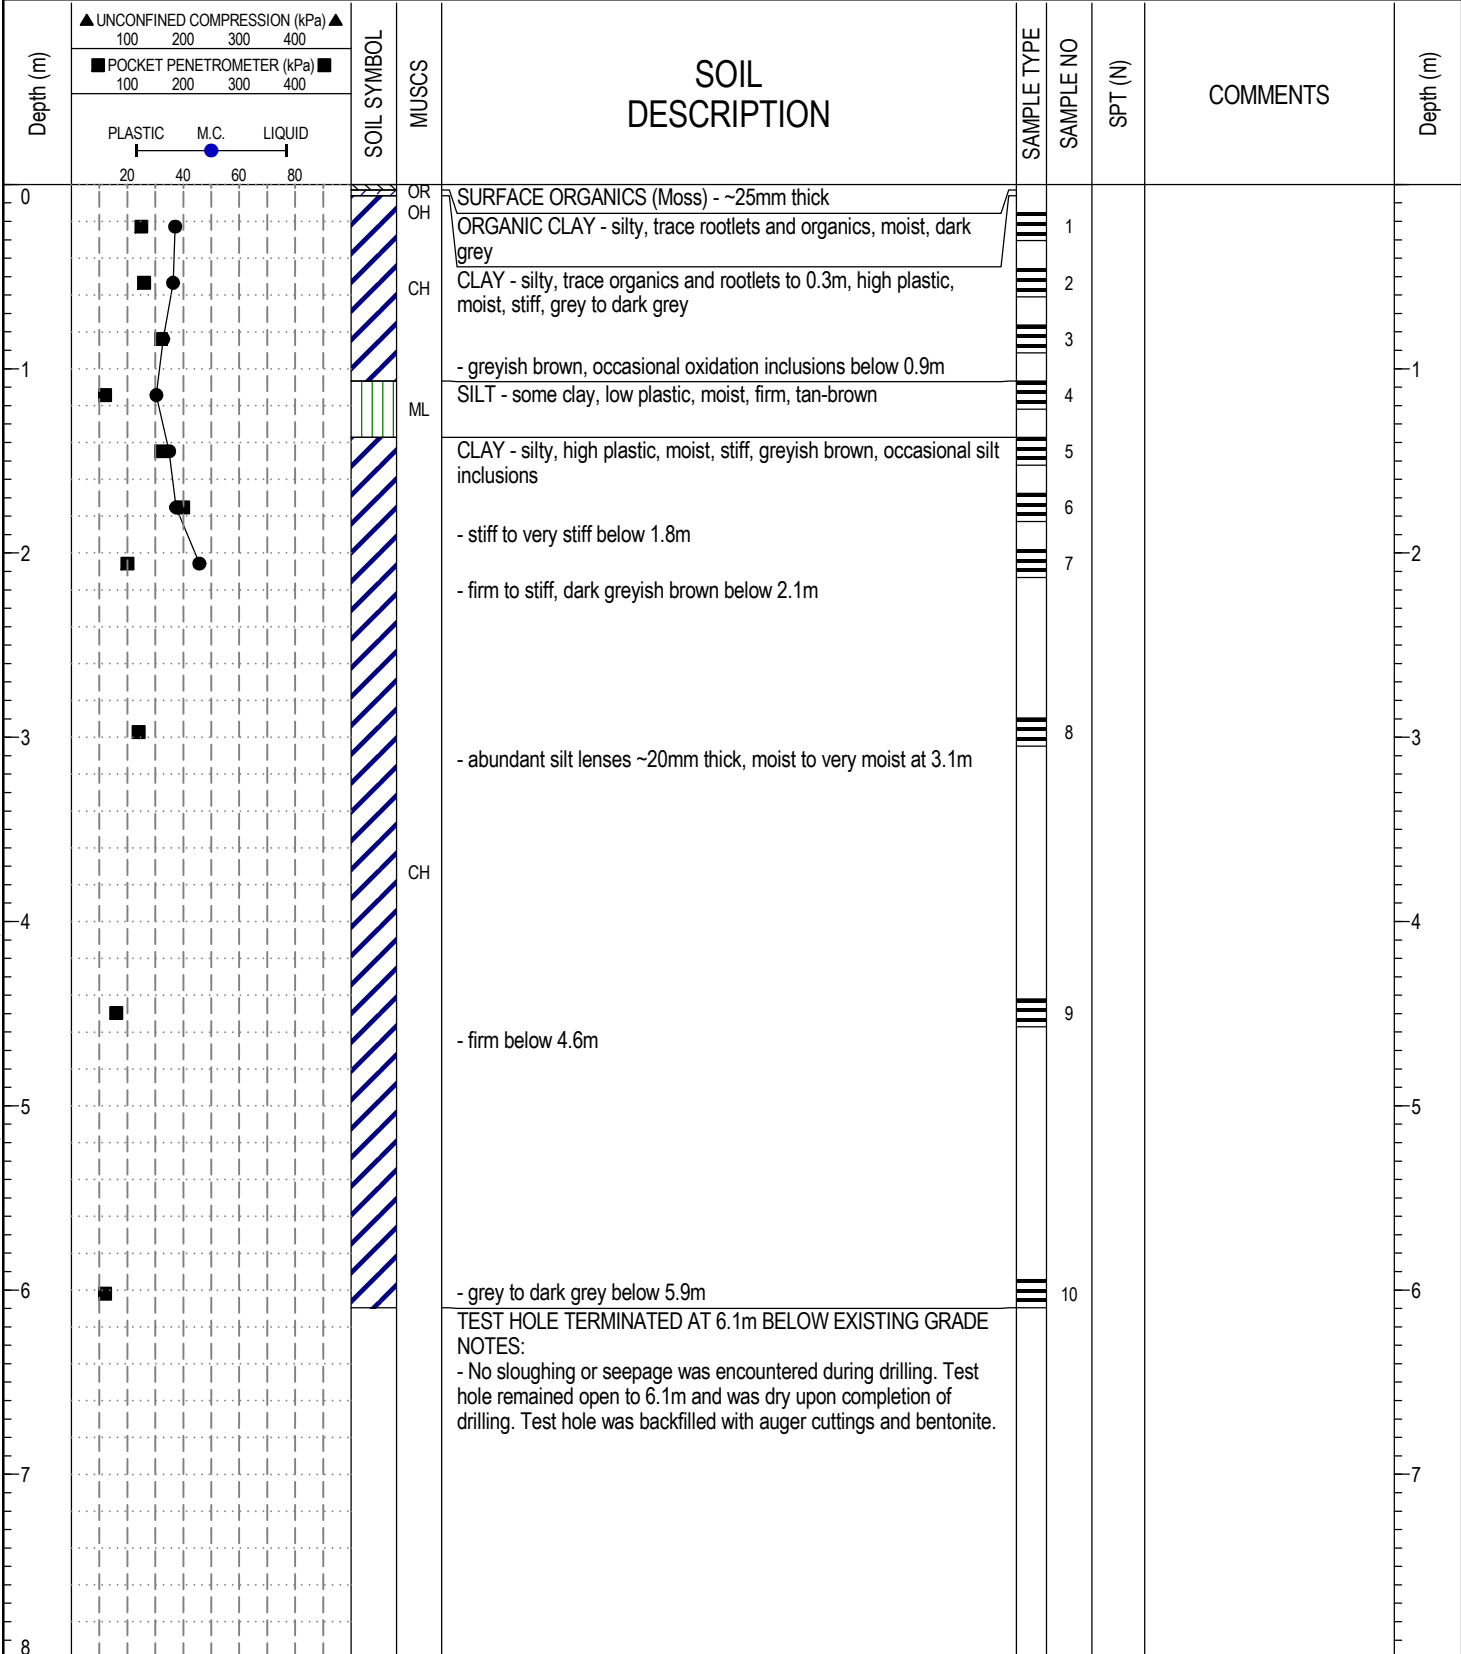 ▲ UNCONFINED COMPRESSION (kPa) ▲
100 200 300 400
■ POCKET PENETROMETER (kPa) ■
100 200 300 400
PLASTIC M.C. LIQUID
20 40 60 80
Depth (m)
SOIL SYMBOL
MUSCS
SOIL
DESCRIPTION
SAMPLE TYPE
SAMPLE NO
SPT (N)
COMMENTS
Depth (m)
0
OR
SURFACE ORGANICS (Moss) - ~25mm thick
OH
ORGANIC CLAY - silty, trace rootlets and organics, moist, dark
grey
1
CH
CLAY - silty, trace organics and rootlets to 0.3m, high plastic,
moist, stiff, grey to dark grey
2
3
- greyish brown, occasional oxidation inclusions below 0.9m
1
1
ML
SILT - some clay, low plastic, moist, firm, tan-brown
4
CLAY - silty, high plastic, moist, stiff, greyish brown, occasional silt
inclusions
5
6
- stiff to very stiff below 1.8m
2
7
2
- firm to stiff, dark greyish brown below 2.1m
3
8
3
- abundant silt lenses ~20mm thick, moist to very moist at 3.1m
CH
4
4
9
- firm below 4.6m
5
5
6
- grey to dark grey below 5.9m
10
6
TEST HOLE TERMINATED AT 6.1m BELOW EXISTING GRADE
NOTES:
- No sloughing or seepage was encountered during drilling. Test
hole remained open to 6.1m and was dry upon completion of
drilling. Test hole was backfilled with auger cuttings and bentonite.
7
7
8